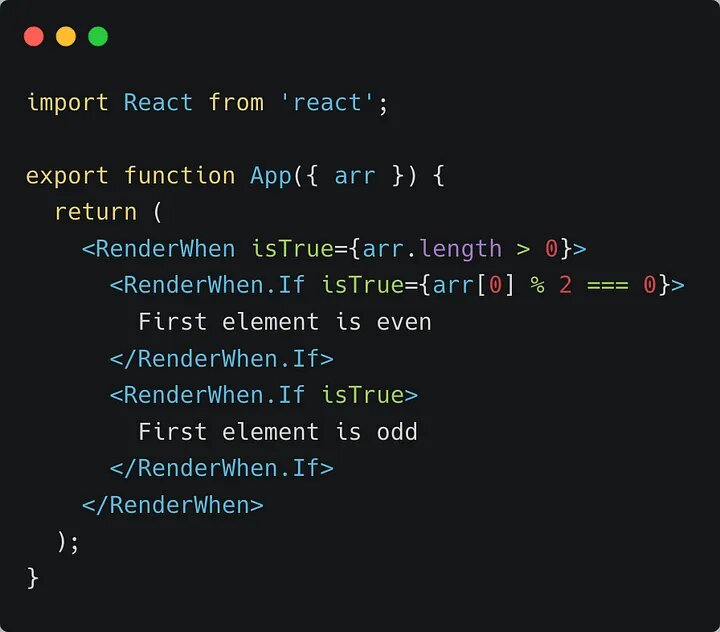 import React from 'react';

export function App({ arr }) {
  return (
    <RenderWhen isTrue={arr.length > 0}>
      <RenderWhen.If isTrue={arr[0] % 2 === 0}>
        First element is even
      </RenderWhen.If>
      <RenderWhen.If isTrue>
        First element is odd
      </RenderWhen.If>
    </RenderWhen>
  );
}